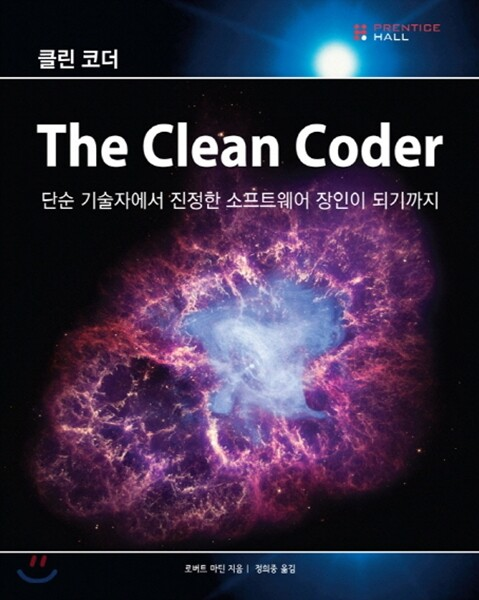 PRENTICE
HALL
클린 코더
The Clean Coder
단순 기술자에서 진정한 소프트웨어 장인이 되기까지
로버트 마틴 지음 | 정희종 옮김